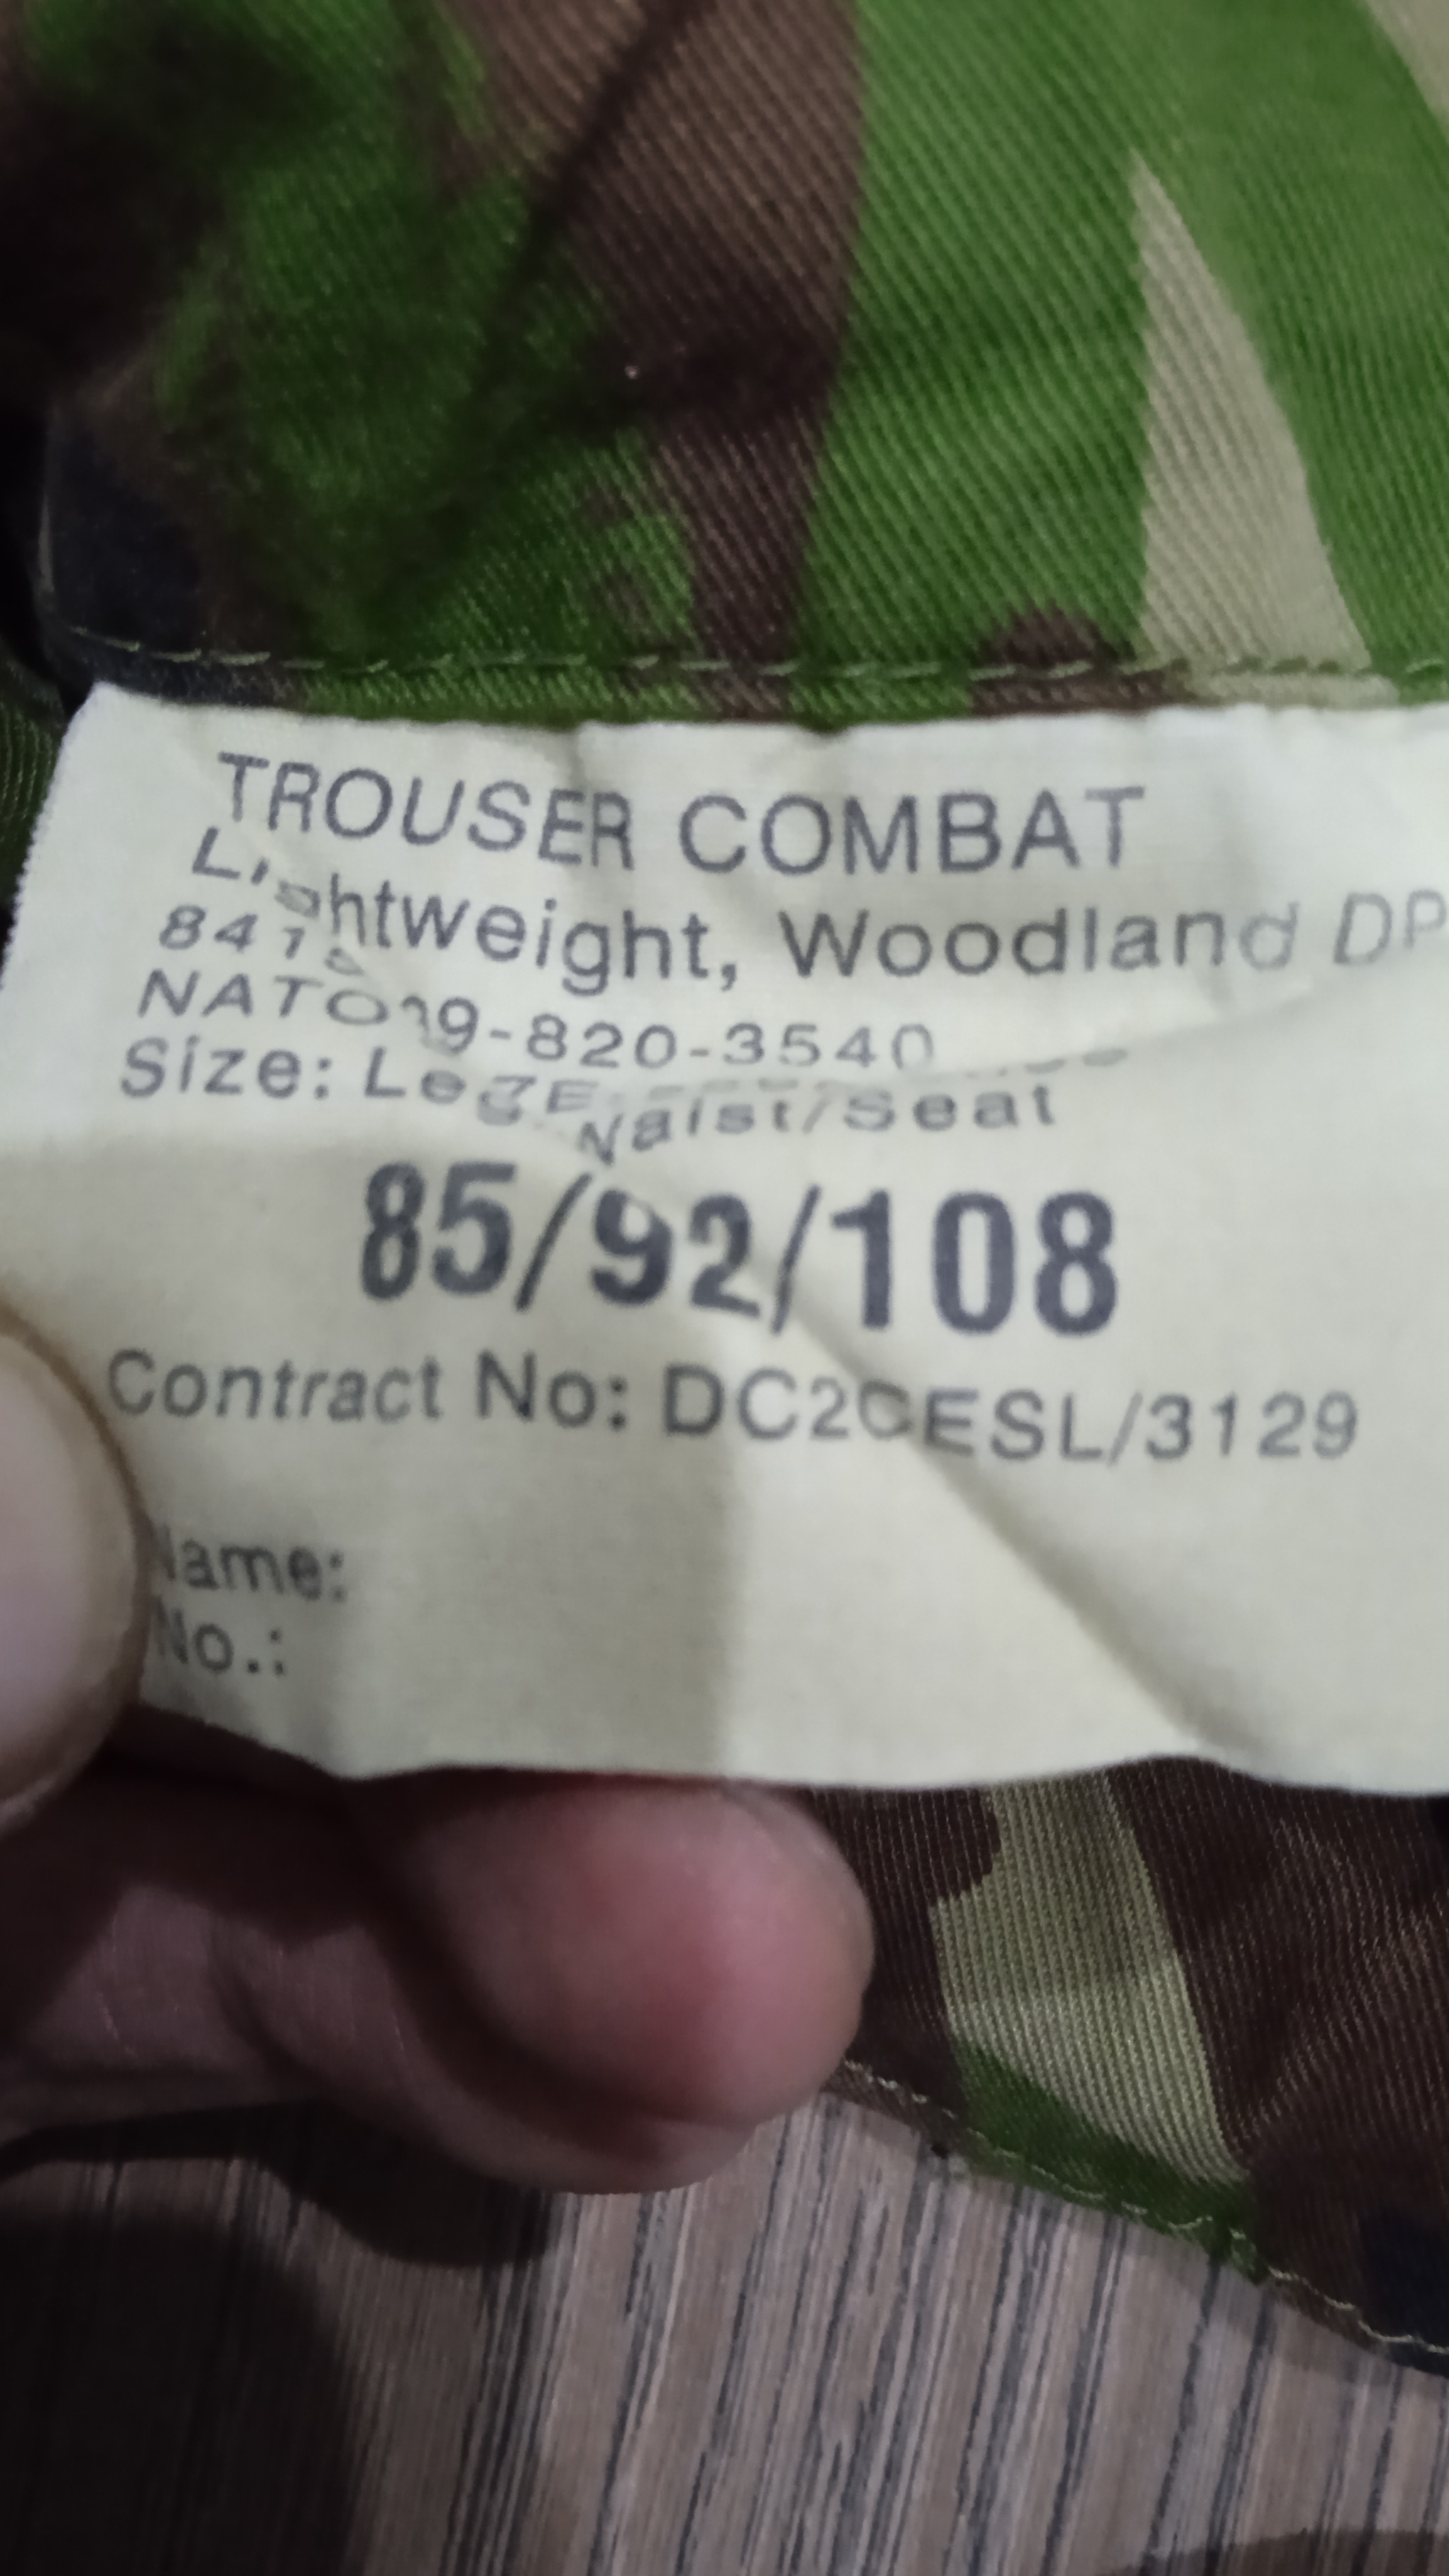 TROUSER COMBAT
Lightweight, Woodland DP
9-820-3540
NATO
Size: Leg Waist/Seat
85/92/108
Contract No: DC2CESL/3129
Name:
No.: